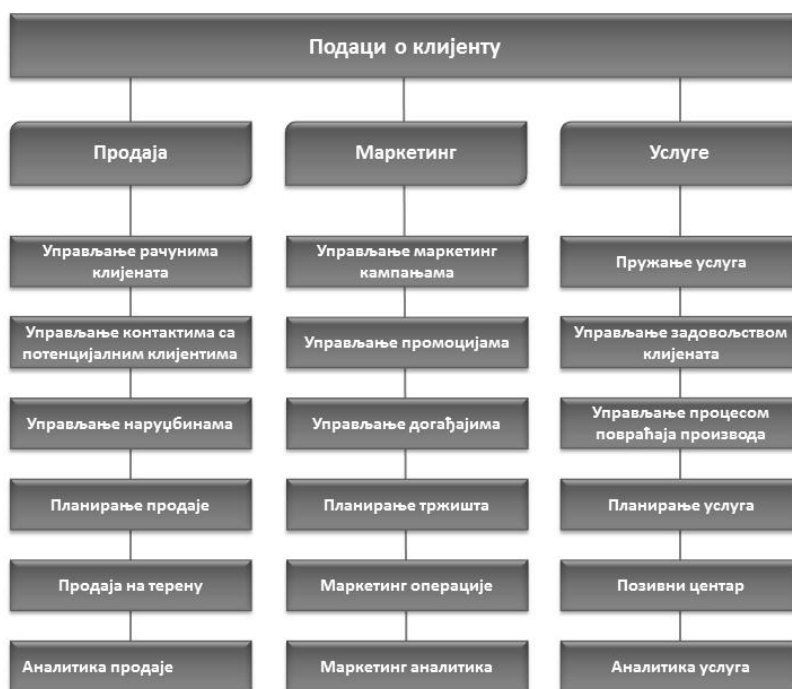 Подаци о клијенту
Продаја
Маркетинг
Услуге
Управљање рачунима
клијената
Управљање маркетинг
кампањама
Пружање услуга
Управљање контактима са
потенцијалним клијентима
Управљање промоцијама
Управљање задовољством
клијената
Управљање наруџбинама
Управљање догађајима
Управљање процесом
повраћаја производа
Планирање продаје
Планирање тржишта
Планирање услуга
Продаја на терену
Маркетинг операције
Позивни центар
Аналитика продаје
Маркетинг аналитика
Аналитика услуга